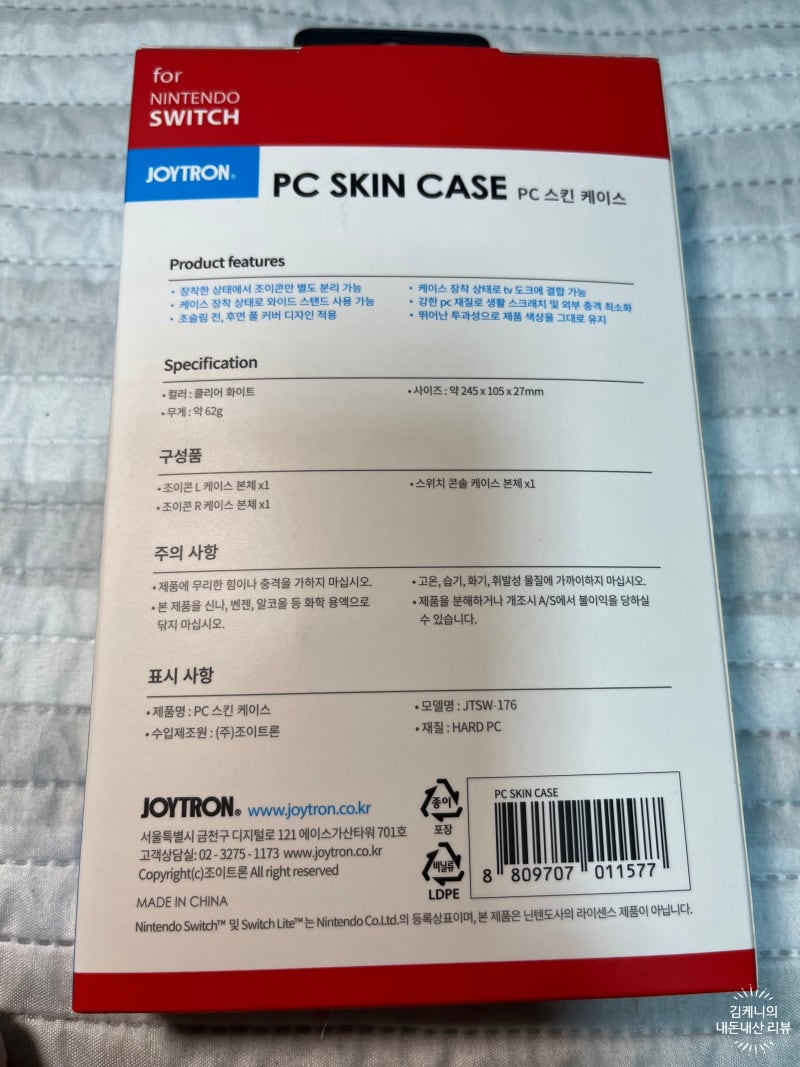 for
NINTENDO
SWITCH
JOYTRON®
PC SKIN CASE PC 스킨 케이스
Product features
• 장착한 상태에서 조이콘만 별도 분리 가능
• 케이스 장착 상태로 와이드 스탠드 사용 가능
• 초슬림 전, 후면 풀 커버 디자인 적용
• 케이스 장착 상태로 tv 도크에 결합 가능
• 강한 pc 재질로 생활 스크래치 및 외부 충격 최소화
• 뛰어난 투과성으로 제품 색상을 그대로 유지
Specification
• 컬러 : 클리어 화이트
• 무게 : 약 62g
• 사이즈 : 약 245 x 105 x 27mm
구성품
• 조이콘 L 케이스 본체 x1
• 조이콘 R 케이스 본체 x1
• 스위치 콘솔 케이스 본체 x1
주의 사항
• 제품에 무리한 힘이나 충격을 가하지 마십시오.
• 본 제품을 신나, 벤젠, 알코올 등 화학 용액으로
닦지 마십시오.
• 고온, 습기, 화기, 휘발성 물질에 가까이하지 마십시오.
• 제품을 분해하거나 개조시 A/S에서 불이익을 당하실
수 있습니다.
표시 사항
• 제품명 : PC 스킨 케이스
• 수입제조원 : (주)조이트론
• 모델명 : JTSW-176
• 재질 : HARD PC
JOYTRON® www.joytron.co.kr
서울특별시 금천구 디지털로 121 에이스가산타워 701호
고객상담실: 02 - 3275 - 1173 www.joytron.co.kr
Copyright(c)조이트론 All right reserved
종이
포장
비닐류
LDPE
PC SKIN CASE
8 809707 011577
MADE IN CHINA
Nintendo Switch™ 및 Switch Lite™는 Nintendo Co.Ltd.의 등록상표이며, 본 제품은 닌텐도사의 라이센스 제품이 아닙니다.
김케니의
내돈내산 리뷰